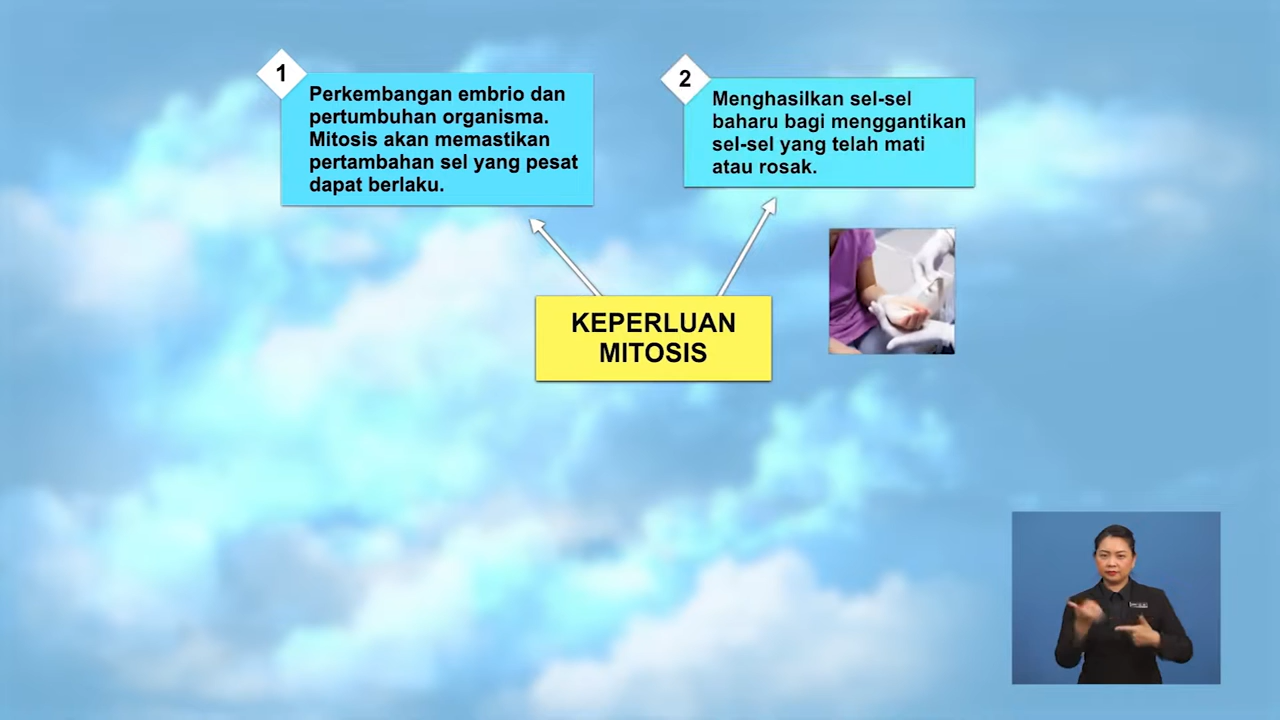 1
Perkembangan embrio dan
pertumbuhan organisma.
Mitosis akan memastikan
pertambahan sel yang pesat
dapat berlaku.
2
Menghasilkan sel-sel
baharu bagi menggantikan
sel-sel yang telah mati
atau rosak.
KEPERLUAN
MITOSIS